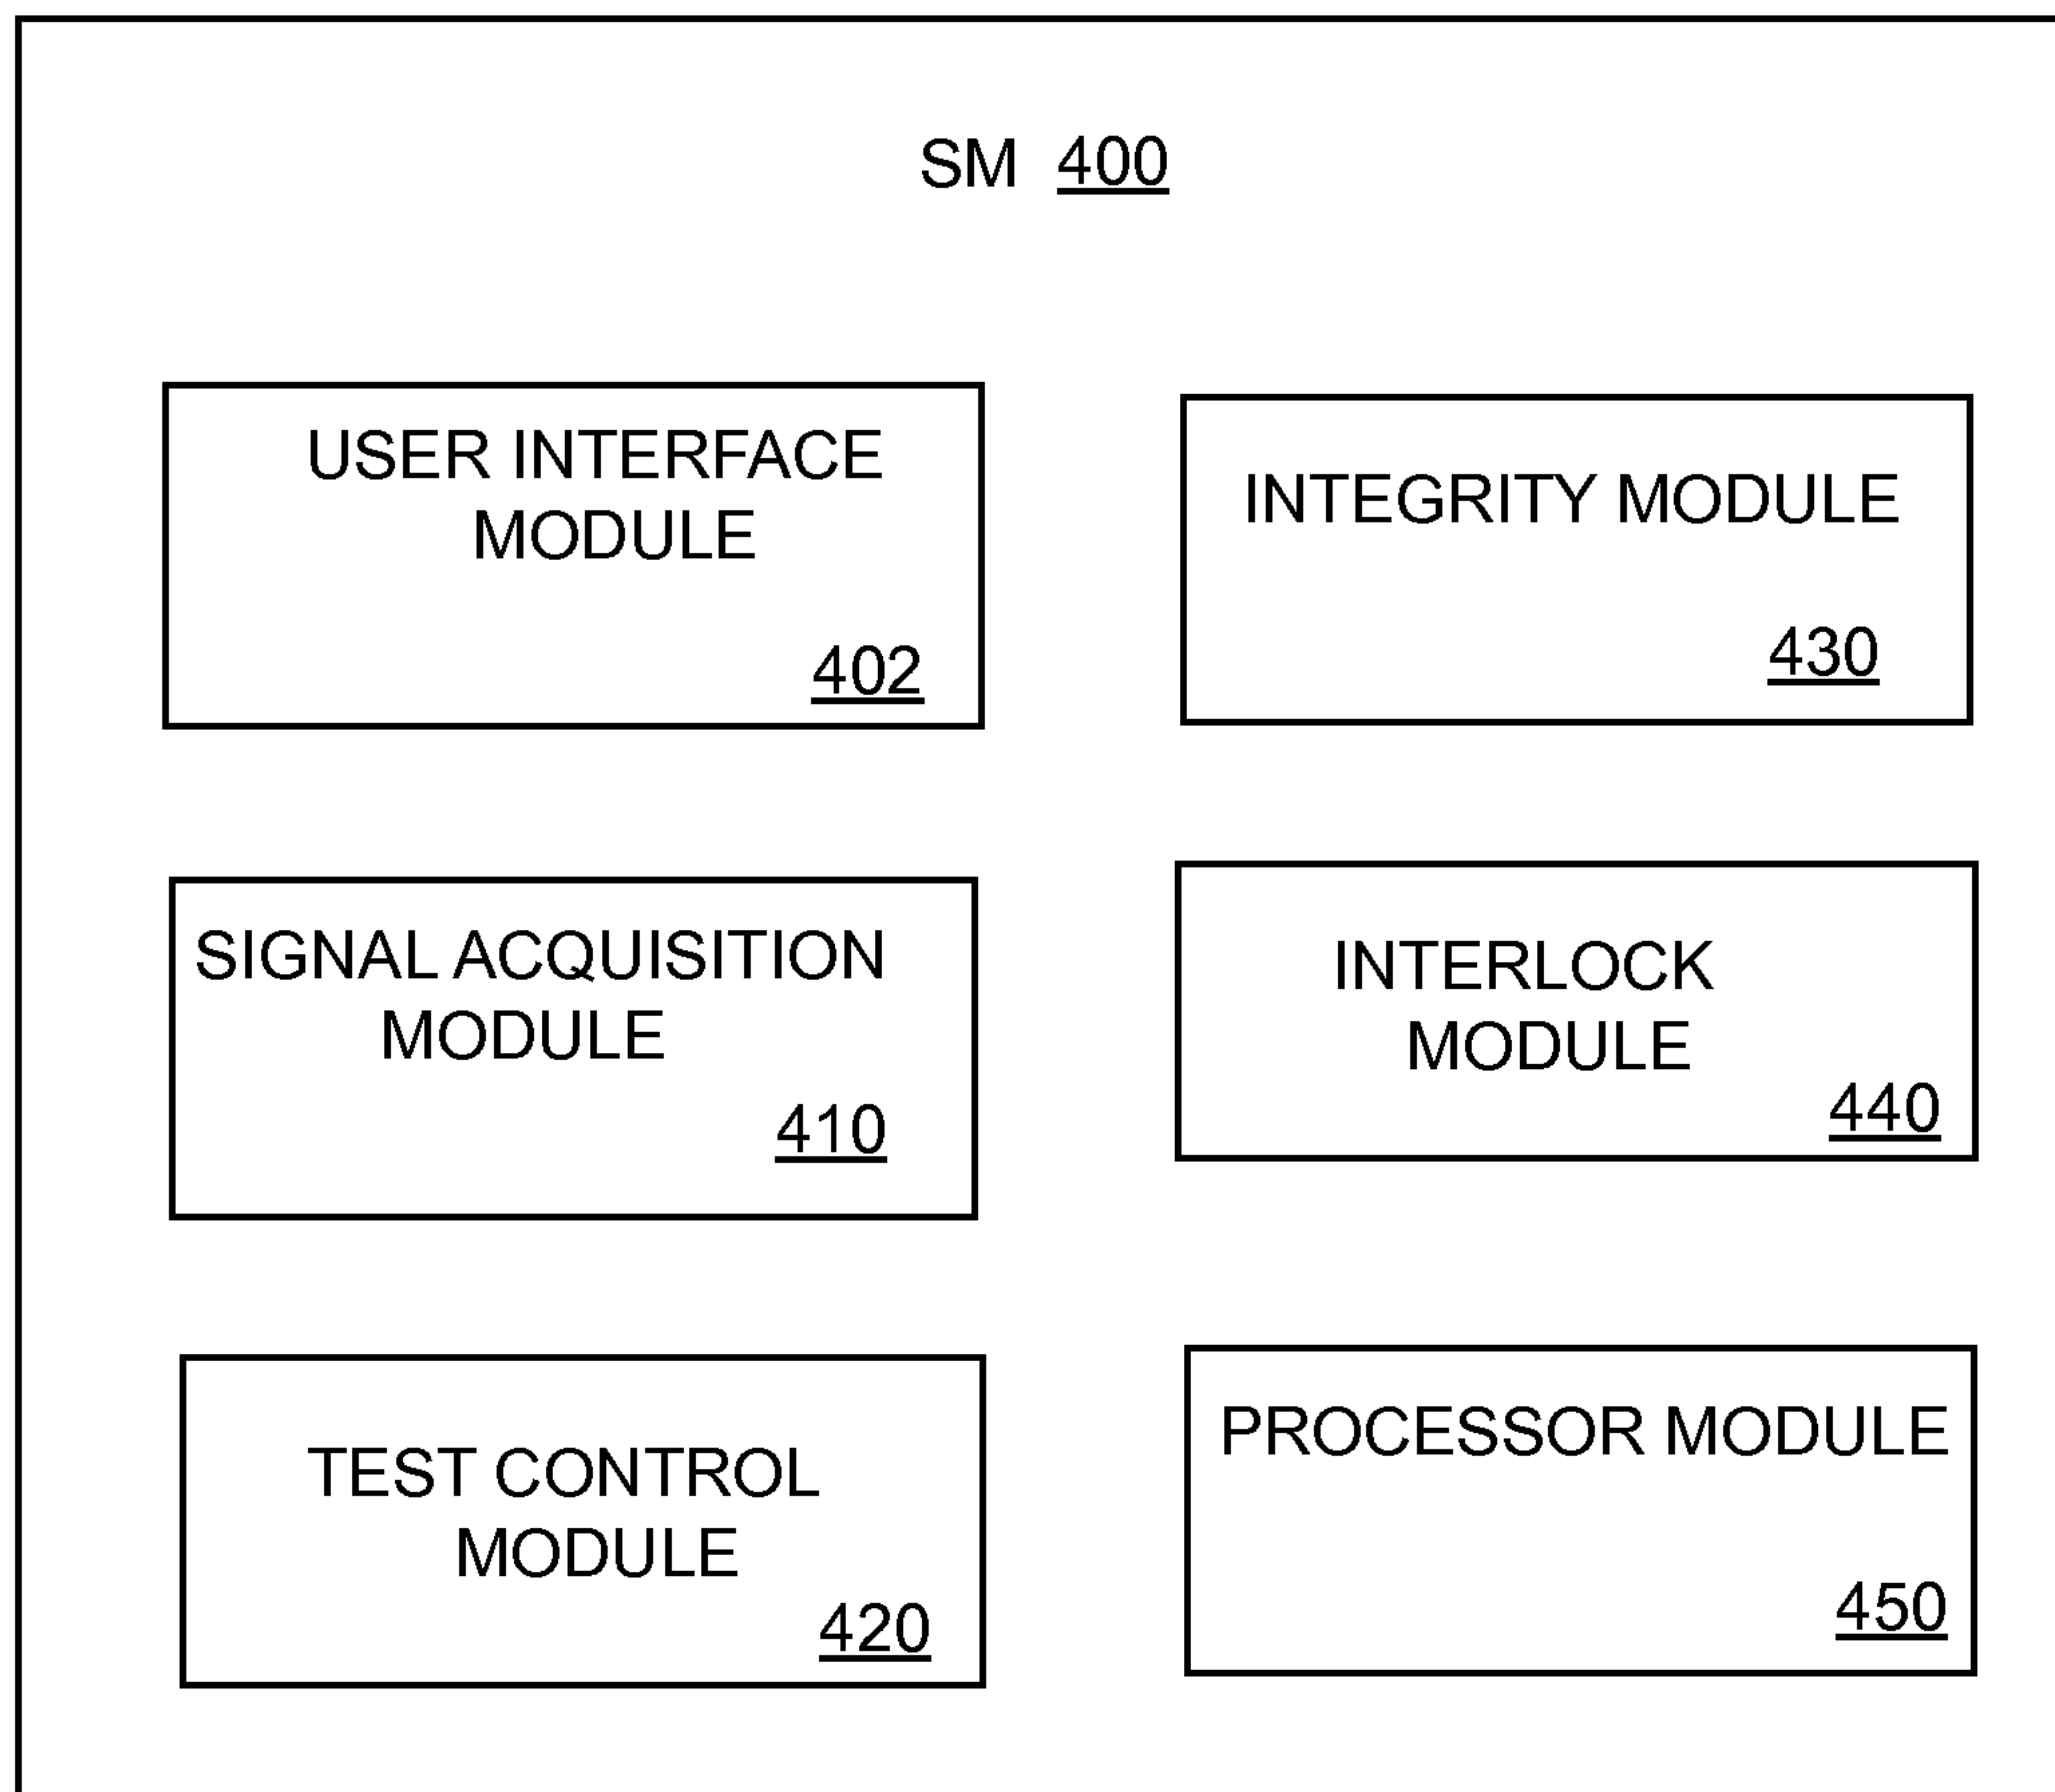 SM 400
USER INTERFACE
MODULE
402
INTEGRITY MODULE
430
SIGNAL ACQUISITION
MODULE
410
INTERLOCK
MODULE
440
TEST CONTROL
MODULE
420
PROCESSOR MODULE
450